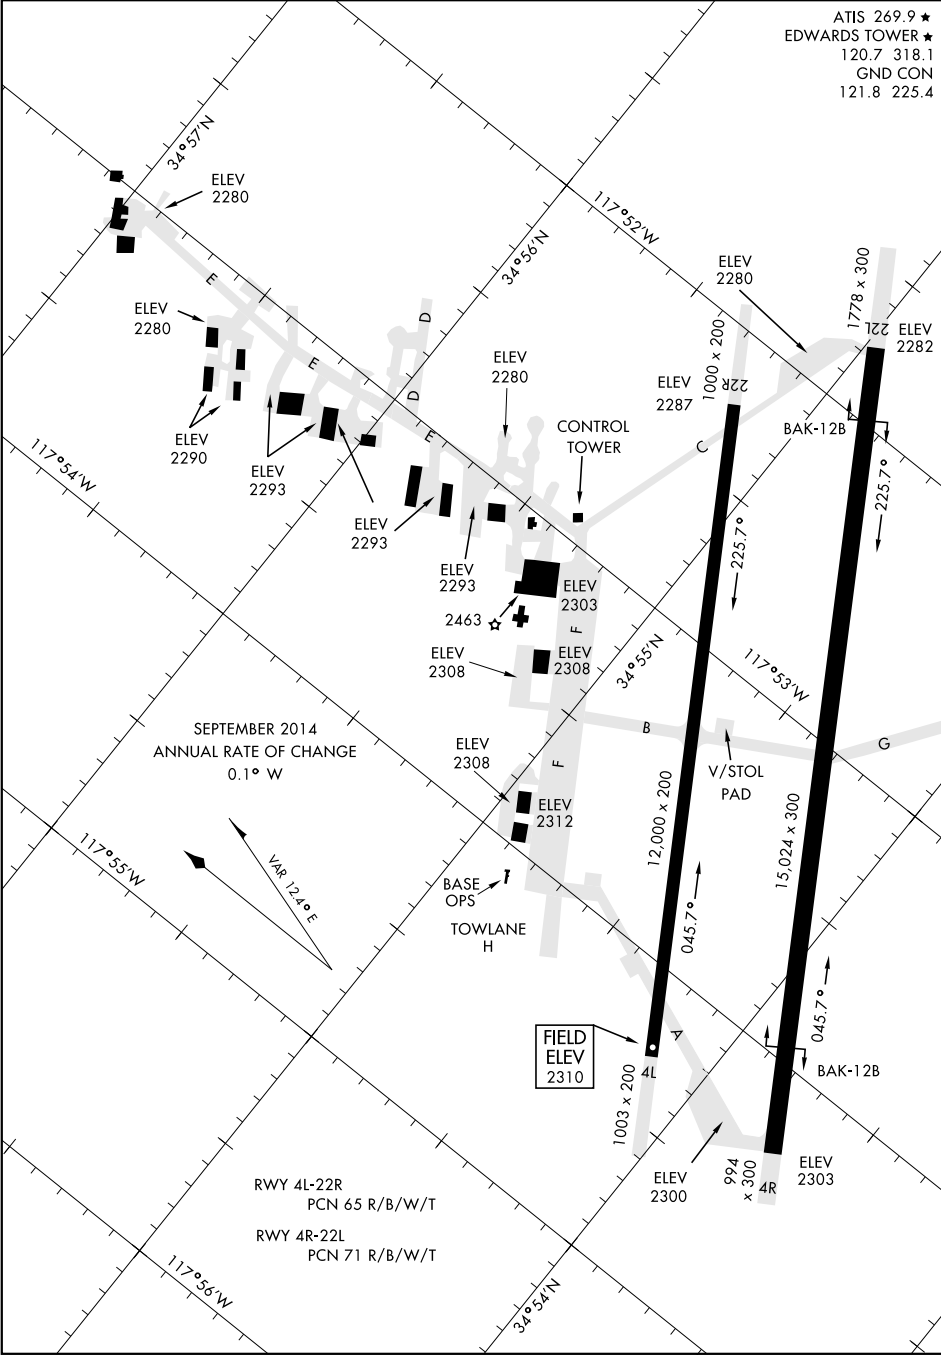 ATIS 269.9 ★
EDWARDS TOWER ★
120.7 318.1
GND CON
121.8 225.4
34°57'N
ELEV
2280
117°52'W
34°56'N
ELEV
2280
1778 x 300
22L
ELEV
2282
E
ELEV
2280
D
1000 x 200
22R
ELEV
2287
ELEV
2280
E
D
BAK-12B
CONTROL
TOWER
E
C
ELEV
2290
117°54'W
ELEV
2293
225.7°
ELEV
2293
225.7°
ELEV
2293
ELEV
2303
2463
F
ELEV
2308
ELEV
2308
34°55'N
117°53'W
SEPTEMBER 2014
ANNUAL RATE OF CHANGE
0.1° W
B
G
ELEV
2308
F
V/STOL
PAD
ELEV
2312
12,000 x 200
15,024 x 300
117°55'W
VAR 12.4° E
BASE
OPS
TOWLANE
H
045.7°
045.7°
FIELD
ELEV
2310
A
4L
BAK-12B
1003 x 200
ELEV
2300
994
x 300
4R
ELEV
2303
RWY 4L-22R
PCN 65 R/B/W/T
RWY 4R-22L
PCN 71 R/B/W/T
117°56'W
34°54'N